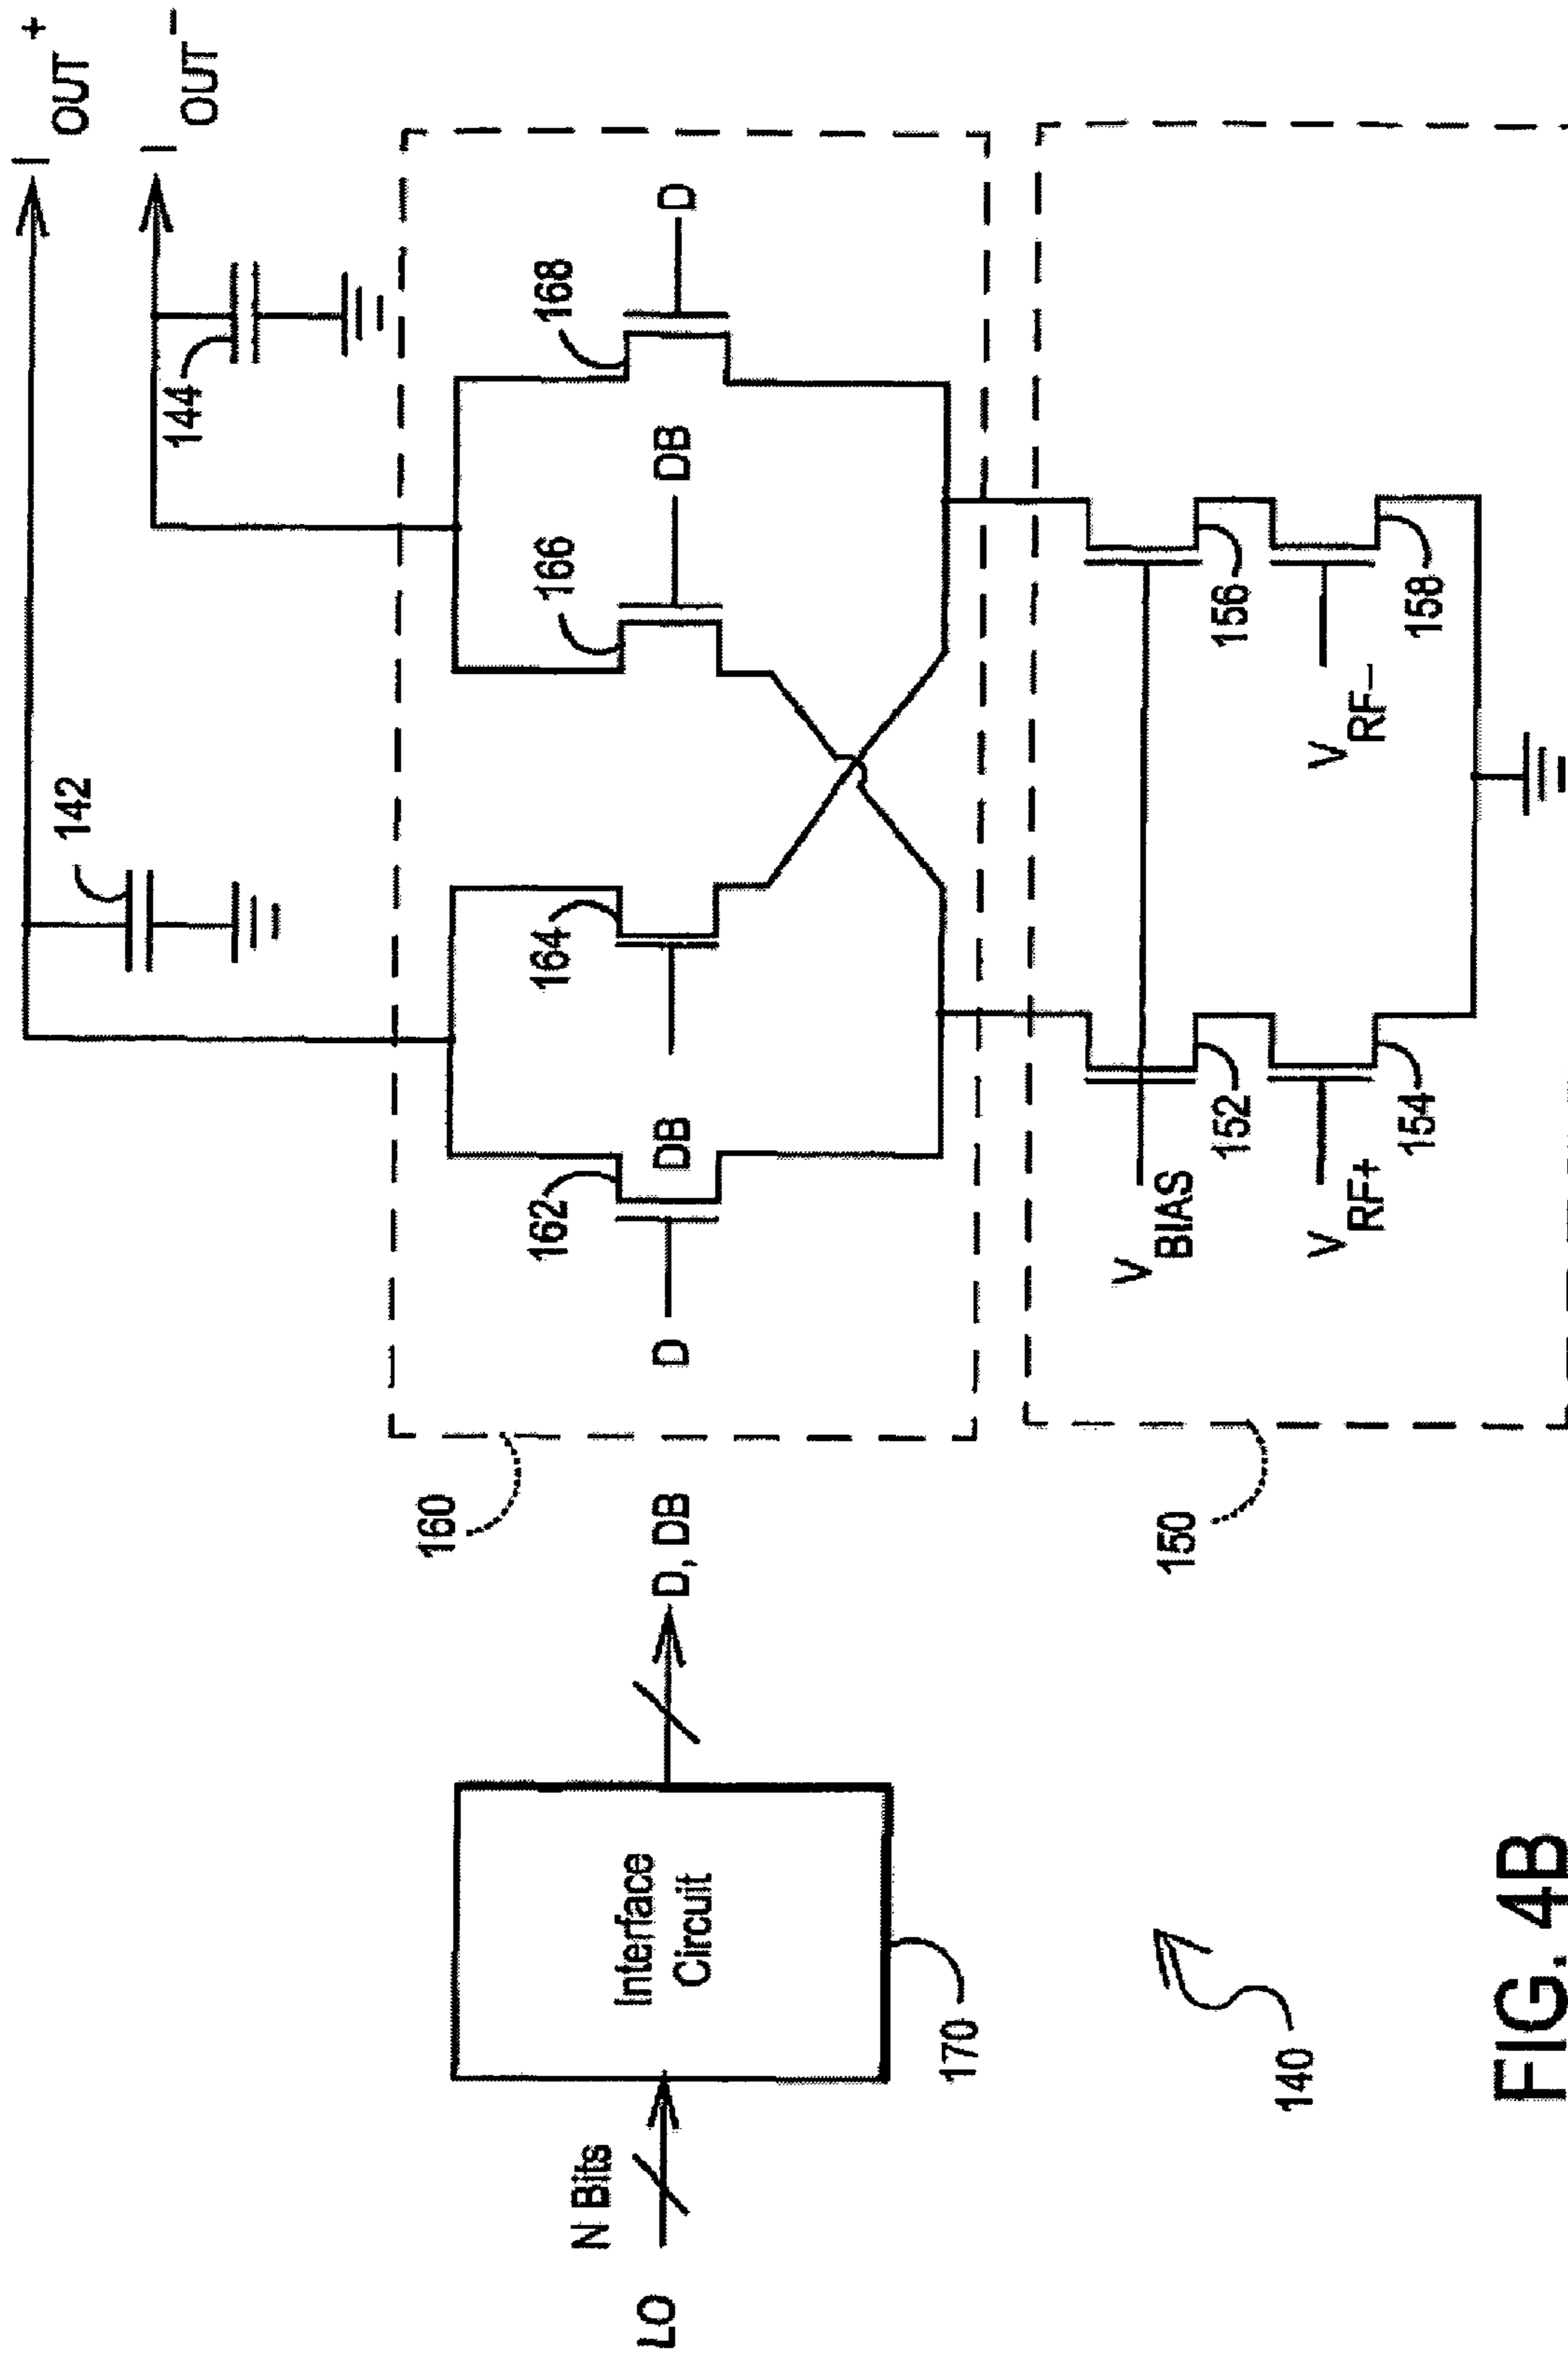 I OUT +
I OUT −
142
144
160
162
164
166
168
D
DB
DB
D
LO
N Bits
Interface
Circuit
D, DB
170
150
V BIAS
152
156
V RF+
154
V RF−
158
140
FIG. 4B